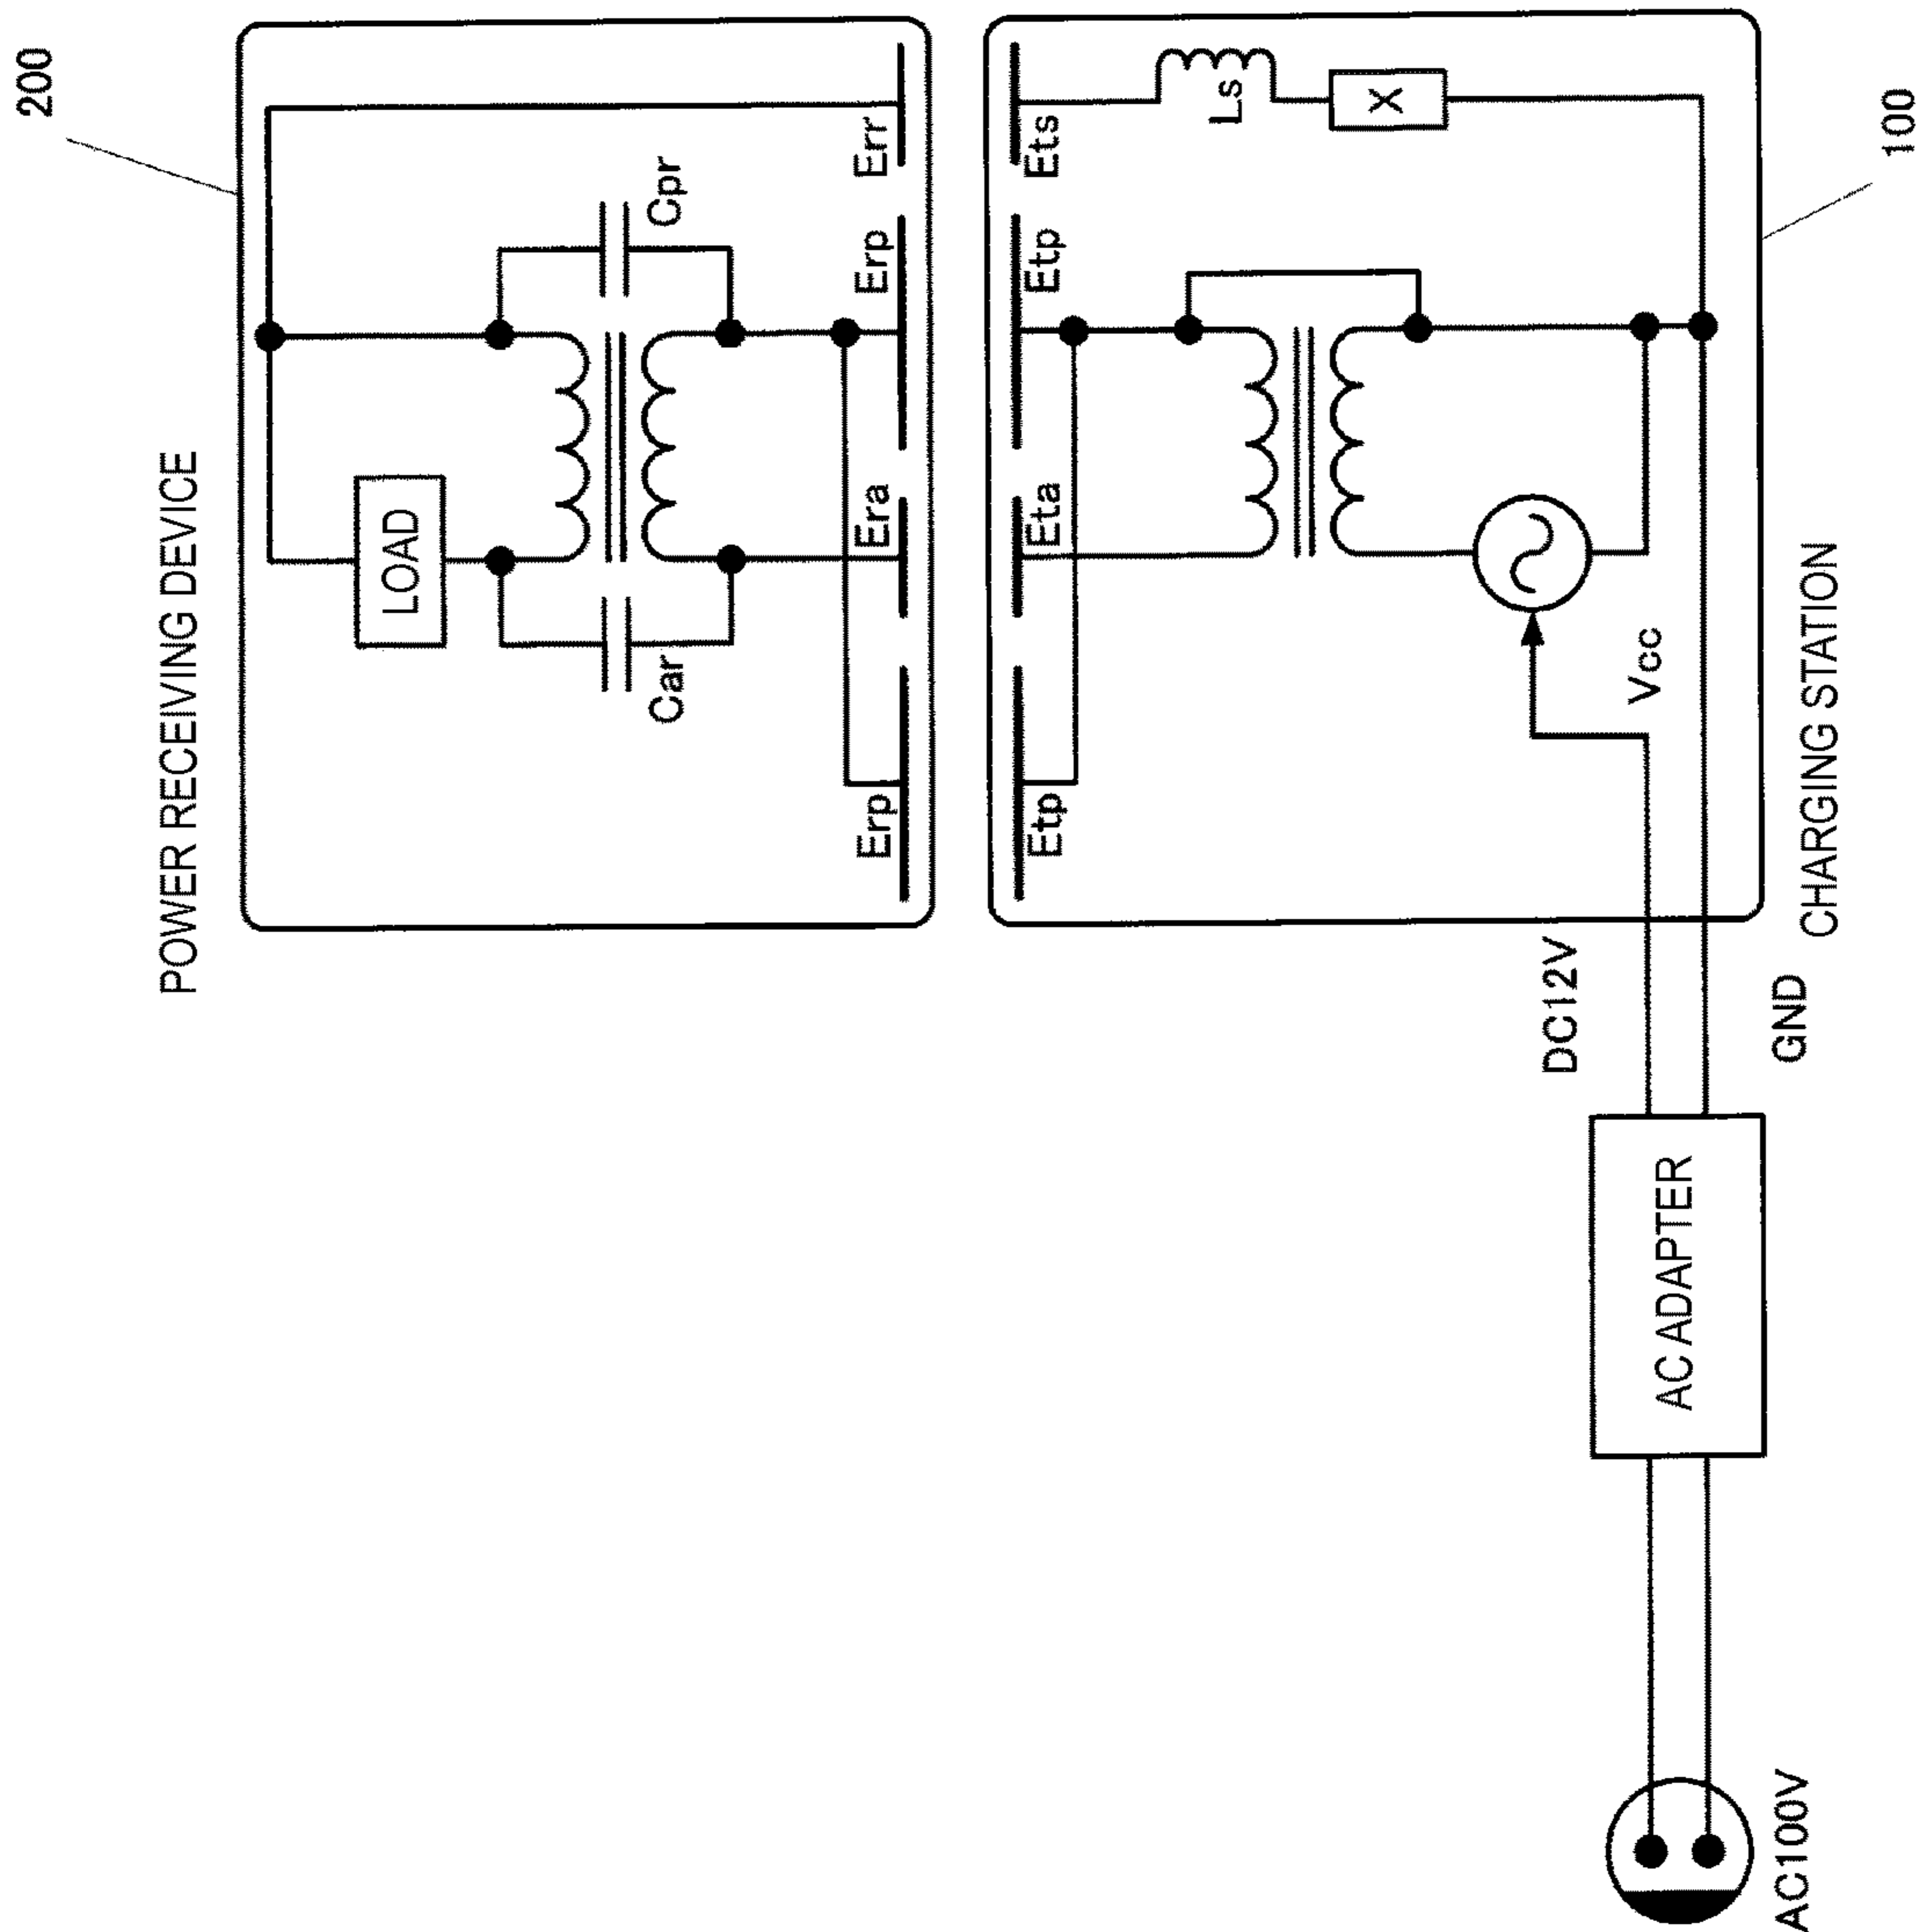 200
POWER RECEIVING DEVICE
LOAD
Car
Cpr
Erp
Era
Erp
Err
Etp
Eta
Etp
Ets
Ls
X
Vcc
CHARGING STATION
100
DC12V
GND
AC ADAPTER
AC100V